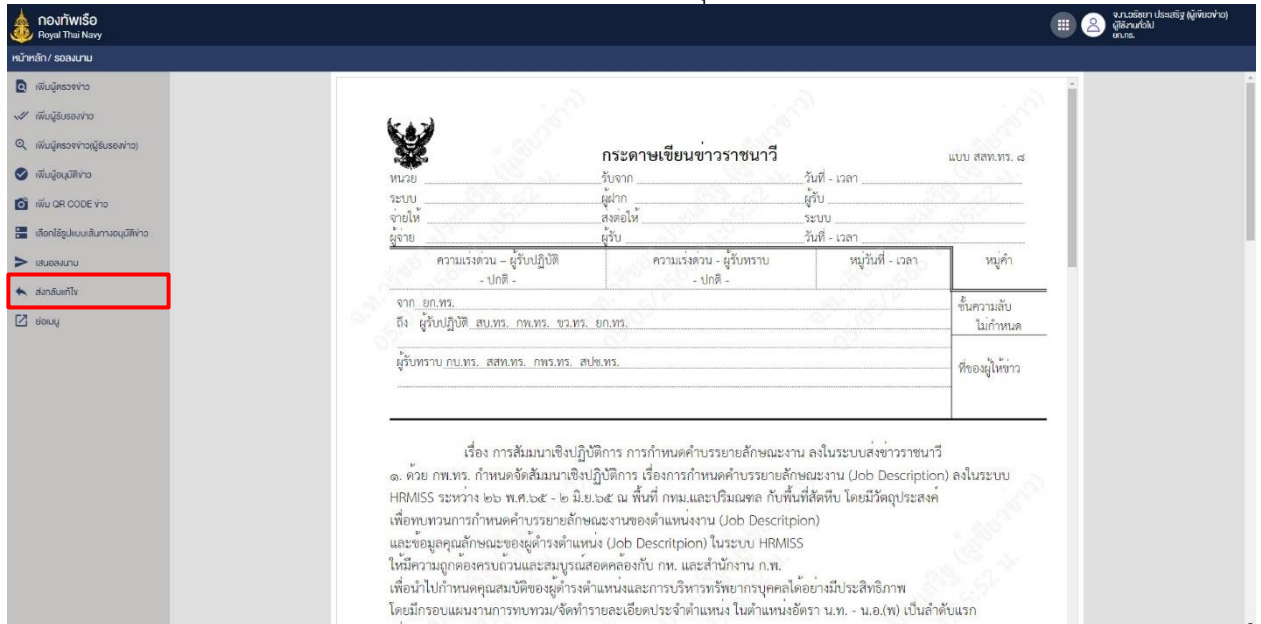 กองทัพเรือ
Royal Thai Navy
จ.ท.วริชยา ประเสริฐ (ผู้เขียนข่าว)
ผู้ใช้งานทั่วไป
ยก.ทร.
หน้าหลัก/ รอลงนาม
เพิ่มผู้ตรวจข่าว
เพิ่มผู้รับรองข่าว
เพิ่มผู้ตรวจข่าว(ผู้รับรองข่าว)
เพิ่มผู้อนุมัติข่าว
เพิ่ม QR CODE ข่าว
เลือกใช้รูปแบบเส้นทางอนุมัติข่าว
เสนอลงนาม
ส่งกลับแก้ไข
ย่อเมนู
กระดาษเขียนข่าวราชนาวี
แบบ สสท.ทร. ๘
หน่วย รับจาก วันที่ - เวลา
ระบบ ผู้ฝาก ผู้รับ
จ่ายให้ ส่งต่อให้ ระบบ
ผู้จ่าย ผู้รับ วันที่ - เวลา
ความเร่งด่วน – ผู้รับปฏิบัติ ความเร่งด่วน - ผู้รับทราบ หมู่วันที่ - เวลา หมู่คำ
- ปกติ - - ปกติ -
จาก ยก.ทร.
ชั้นความลับ
ถึง ผู้รับปฏิบัติ สบ.ทร. กพ.ทร. ขว.ทร. ยก.ทร.
ไม่กำหนด
ผู้รับทราบ กบ.ทร. สสท.ทร. กพร.ทร. สปช.ทร.
ที่ของผู้ให้ข่าว
เรื่อง การสัมมนาเชิงปฏิบัติการ การกำหนดคำบรรยายลักษณะงาน ลงในระบบส่งข่าวราชนาวี
๑. ด้วย กพ.ทร. กำหนดจัดสัมมนาเชิงปฏิบัติการ เรื่องการกำหนดคำบรรยายลักษณะงาน (Job Description) ลงในระบบ
HRMISS ระหว่าง ๒๖ พ.ศ.๖๕ - ๒ มิ.ย.๖๕ ณ พื้นที่ กทม.และปริมณฑล กับพื้นที่สัตหีบ โดยมีวัตถุประสงค์
เพื่อทบทวนการกำหนดคำบรรยายลักษณะงานของตำแหน่งงาน (Job Descritpion)
และข้อมูลคุณลักษณะของผู้ดำรงตำแหน่ง (Job Descritpion) ในระบบ HRMISS
ให้มีความถูกต้องครบถ้วนและสมบูรณ์สอดคล้องกับ กห. และสำนักงาน ก.พ.
เพื่อนำไปกำหนดคุณสมบัติของผู้ดำรงตำแหน่งและการบริหารทรัพยากรบุคคลได้อย่างมีประสิทธิภาพ
โดยมีกรอบแผนงานการทบทวม/จัดทำรายละเอียดประจำตำแหน่ง ในตำแหน่งอัตรา น.ท. - น.อ.(พ) เป็นลำดับแรก